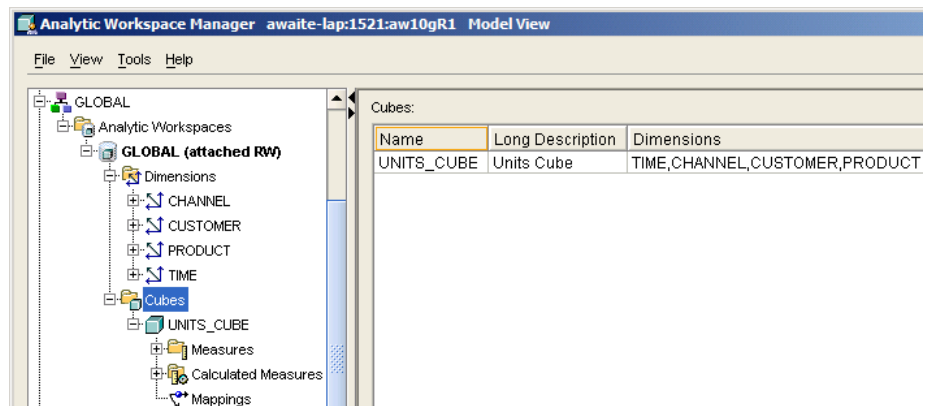 Analytic Workspace Manager awaite-lap:1521:aw10gR1 Model View
File View Tools Help
GLOBAL
Analytic Workspaces
GLOBAL (attached RW)
Dimensions
CHANNEL
CUSTOMER
PRODUCT
TIME
Cubes
UNITS_CUBE
Measures
Calculated Measures
Mappings
Cubes:
Name Long Description Dimensions
UNITS_CUBE Units Cube TIME,CHANNEL,CUSTOMER,PRODUCT